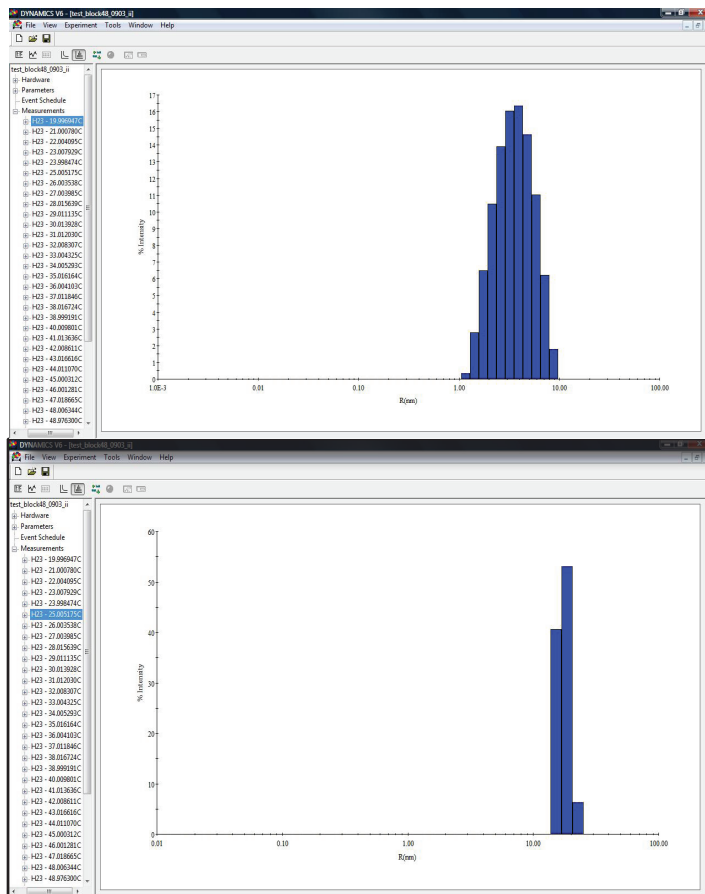 DYNAMICS V6 - [test_block48_0903_ii]
File View Experiment Tools Window Help
test_block48_0903_ii
Hardware
Parameters
Event Schedule
Measurements
H23 - 19.996947C
H23 - 21.000780C
H23 - 22.004095C
H23 - 23.007929C
H23 - 23.998474C
H23 - 25.005175C
H23 - 26.003538C
H23 - 27.003985C
H23 - 28.015639C
H23 - 29.011135C
H23 - 30.013928C
H23 - 31.012030C
H23 - 32.008307C
H23 - 33.004325C
H23 - 34.005293C
H23 - 35.016164C
H23 - 36.004103C
H23 - 37.011846C
H23 - 38.016724C
H23 - 38.999191C
H23 - 40.009801C
H23 - 41.013636C
H23 - 42.008611C
H23 - 43.016616C
H23 - 44.011070C
H23 - 45.000312C
H23 - 46.001281C
H23 - 47.018665C
H23 - 48.006344C
H23 - 48.976300C
17
16
15
14
13
12
11
10
9
8
7
6
5
4
3
2
1
0
% Intensity
1.0E-3 0.01 0.10 1.00 10.00 100.00
R(nm)
DYNAMICS V6 - [test_block48_0903_ii]
File View Experiment Tools Window Help
test_block48_0903_ii
Hardware
Parameters
Event Schedule
Measurements
H23 - 19.996947C
H23 - 21.000780C
H23 - 22.004095C
H23 - 23.007929C
H23 - 23.998474C
H23 - 25.005175C
H23 - 26.003538C
H23 - 27.003985C
H23 - 28.015639C
H23 - 29.011135C
H23 - 30.013928C
H23 - 31.012030C
H23 - 32.008307C
H23 - 33.004325C
H23 - 34.005293C
H23 - 35.016164C
H23 - 36.004103C
H23 - 37.011846C
H23 - 38.016724C
H23 - 38.999191C
H23 - 40.009801C
H23 - 41.013636C
H23 - 42.008611C
H23 - 43.016616C
H23 - 44.011070C
H23 - 45.000312C
H23 - 46.001281C
H23 - 47.018665C
H23 - 48.006344C
H23 - 48.976300C
60
50
40
30
20
10
0
% Intensity
0.01 0.10 1.00 10.00 100.00
R(nm)